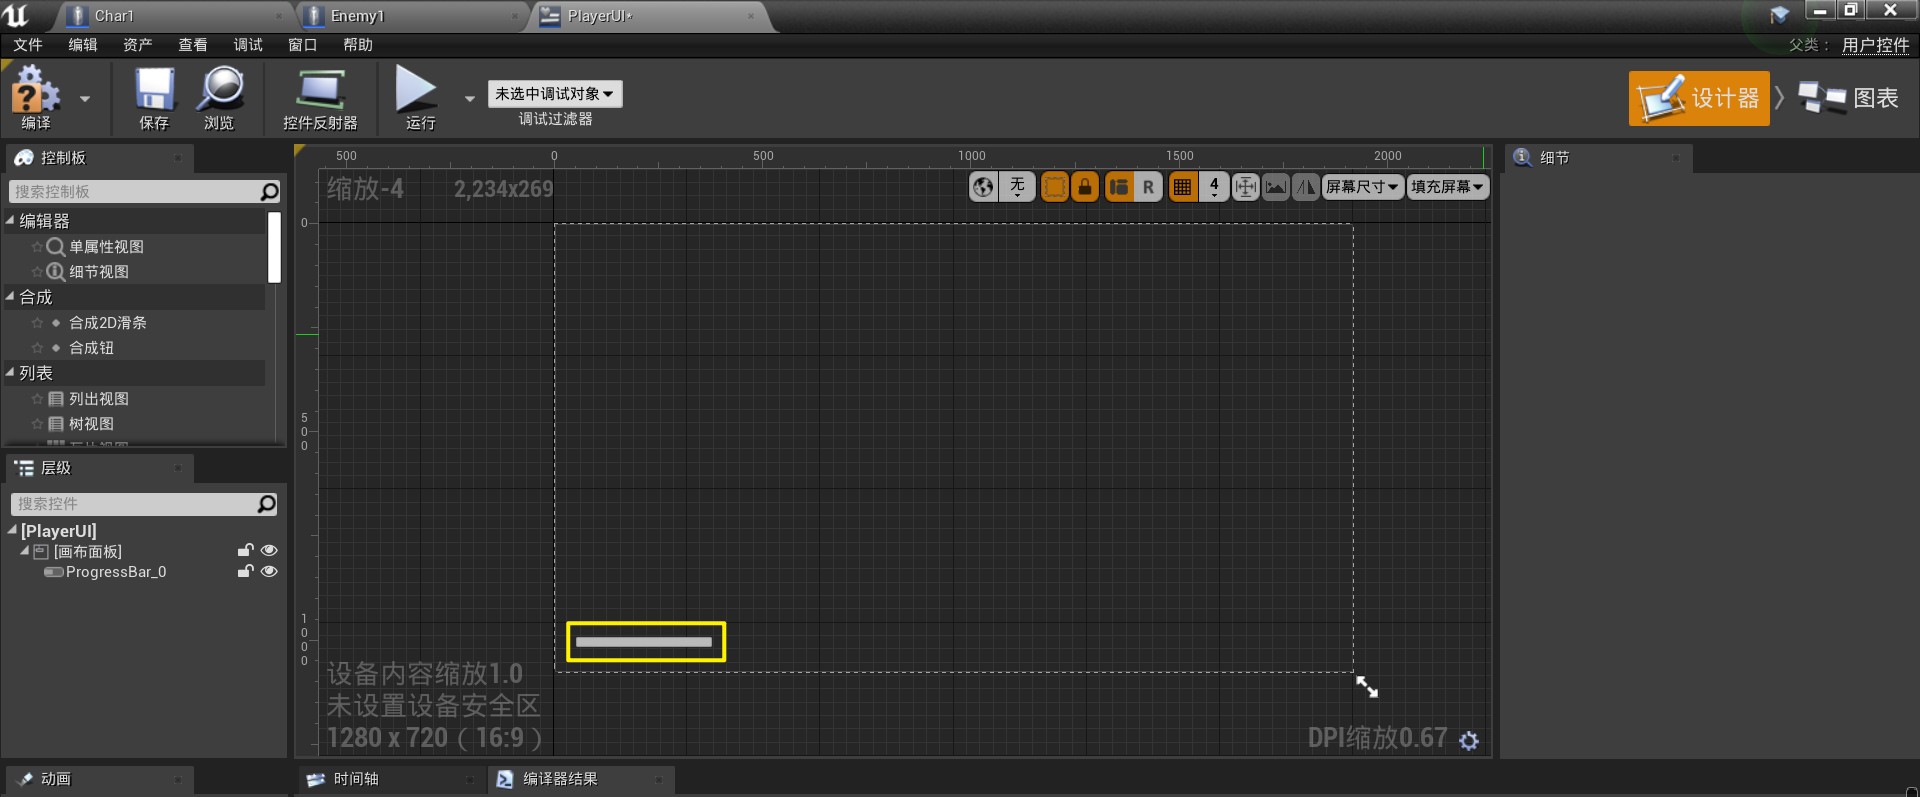 Char1
Enemy1
PlayerUI*
文件 编辑 资产 查看 调试 窗口 帮助
父类： 用户控件
编译
保存
浏览
控件反射器
运行
未选中调试对象
调试过滤器
设计器
图表
控制板
搜索控制板
编辑器
单属性视图
细节视图
合成
合成2D滑条
合成钮
列表
列出视图
树视图
层级
搜索控件
[PlayerUI]
[画布面板]
ProgressBar_0
动画
500 0 500 1000 1500 2000
缩放-4 2,234x269
无
R
4
屏幕尺寸
填充屏幕
0
500
1000
设备内容缩放1.0
未设置设备安全区
1280 x 720（16:9）
DPI缩放0.67
细节
时间轴
编译器结果